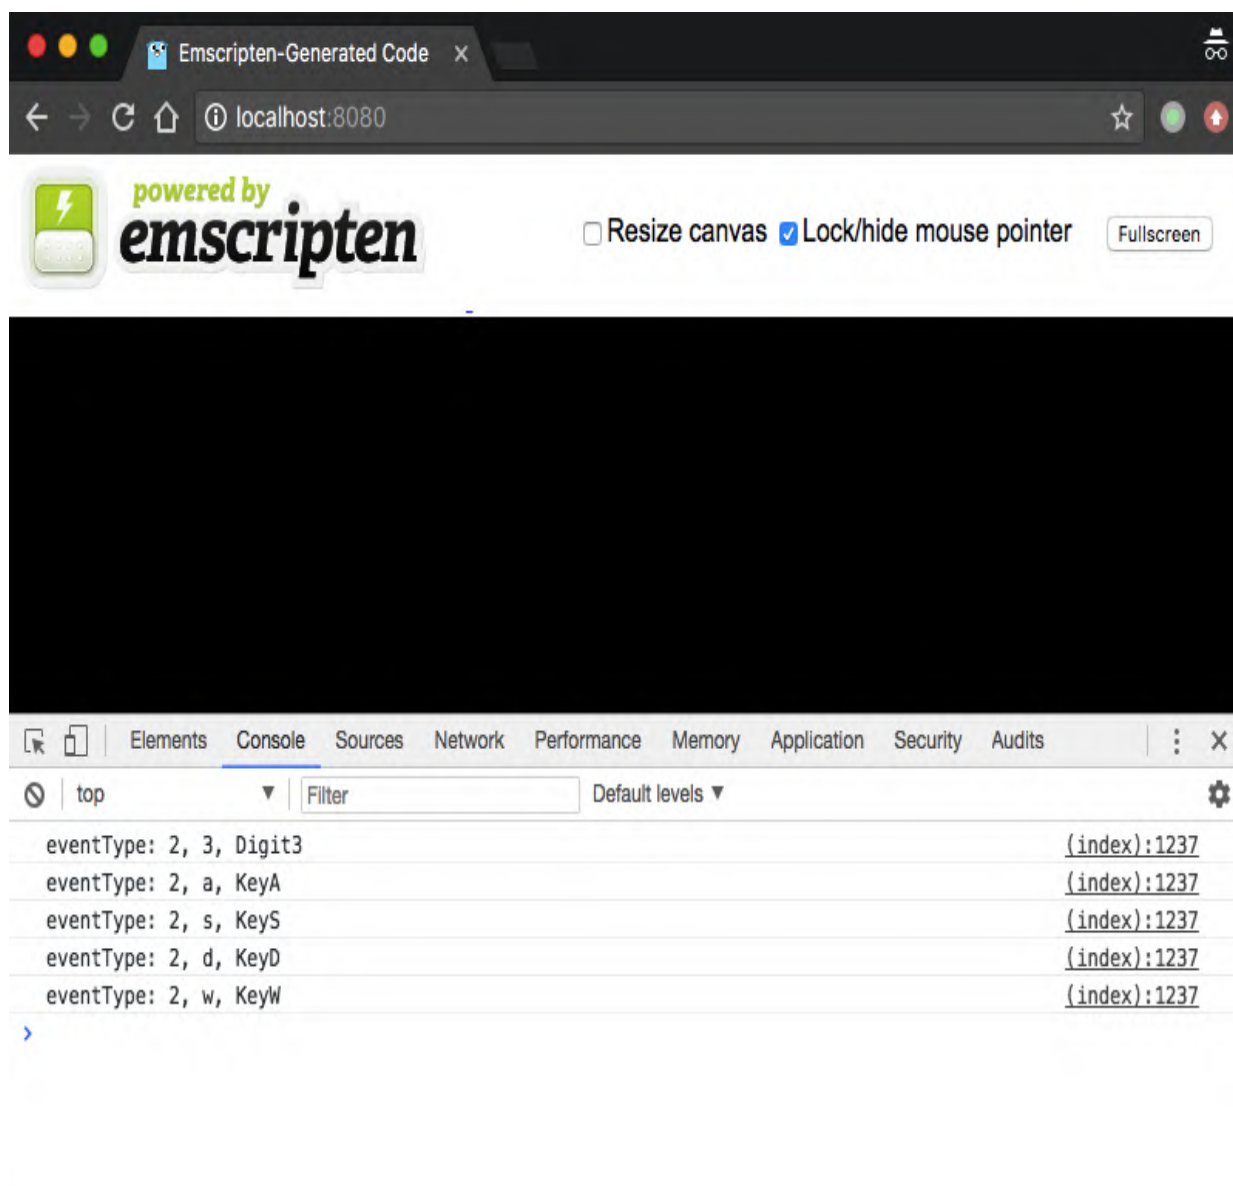 Emscripten-Generated Code
localhost:8080
powered by
emscripten
Resize canvas Lock/hide mouse pointer Fullscreen
Elements Console Sources Network Performance Memory Application Security Audits
top Filter Default levels
eventType: 2, 3, Digit3 (index):1237
eventType: 2, a, KeyA (index):1237
eventType: 2, s, KeyS (index):1237
eventType: 2, d, KeyD (index):1237
eventType: 2, w, KeyW (index):1237